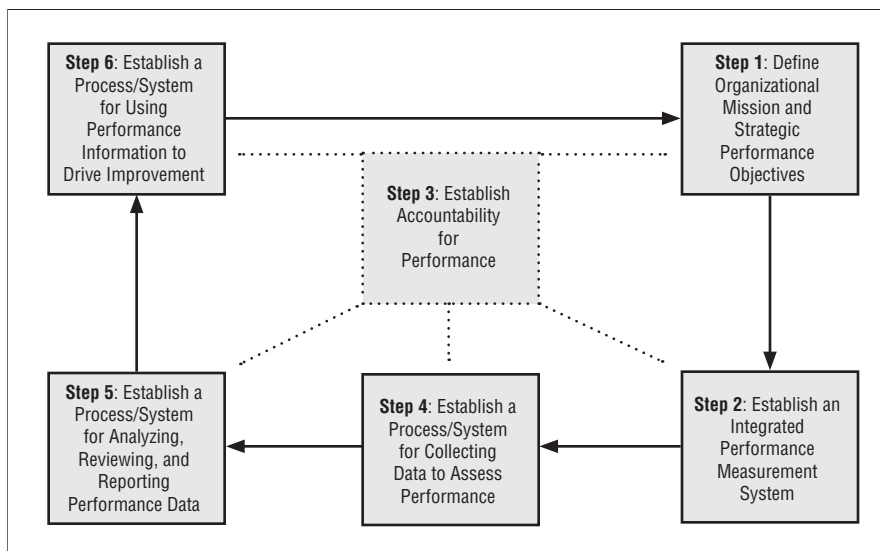 Step 6: Establish a
Process/System
for Using
Performance
Information to
Drive Improvement
Step 1: Define
Organizational
Mission and
Strategic
Performance
Objectives
Step 3: Establish
Accountability
for
Performance
Step 5: Establish a
Process/System
for Analyzing,
Reviewing, and
Reporting
Performance Data
Step 4: Establish a
Process/System
for Collecting
Data to Assess
Performance
Step 2: Establish an
Integrated
Performance
Measurement
System